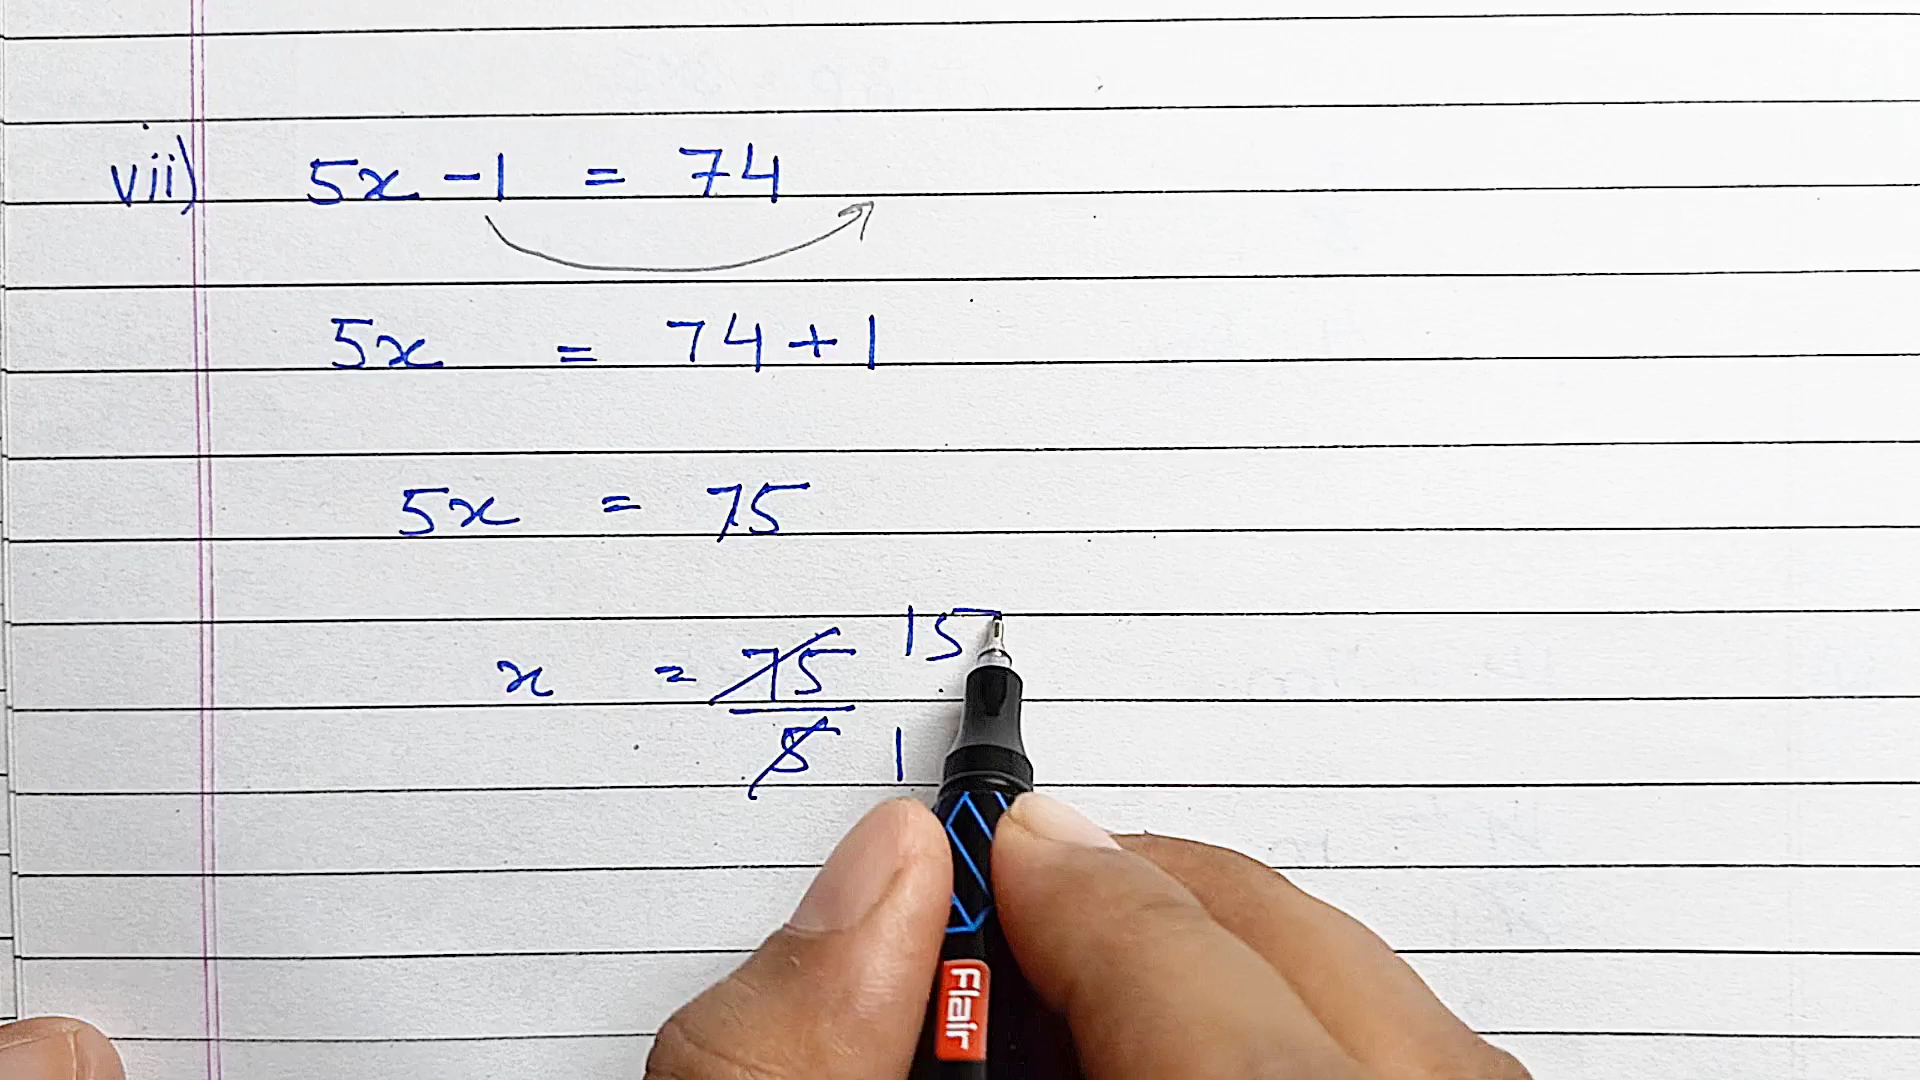 vii) 5x - 1 = 74
5x = 74 + 1
5x = 75
x = 75/5 15 1
Flair